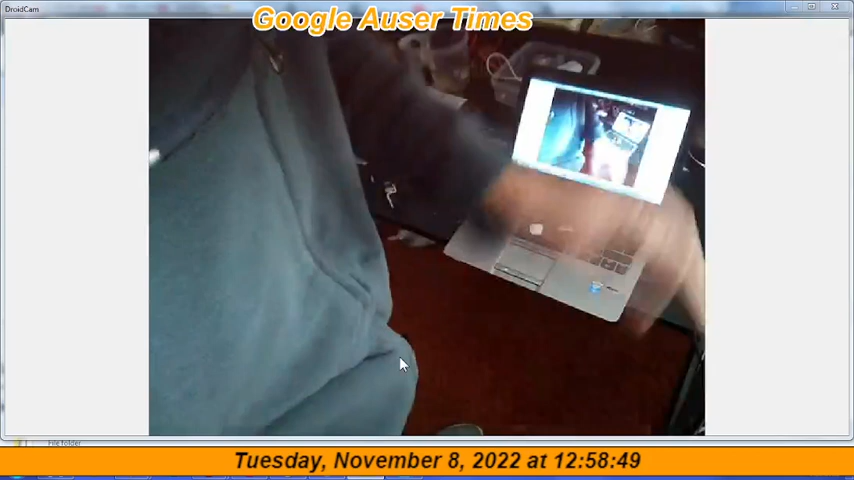 DroidCam
Google Auser Times
File folder
Tuesday, November 8, 2022 at 12:58:49